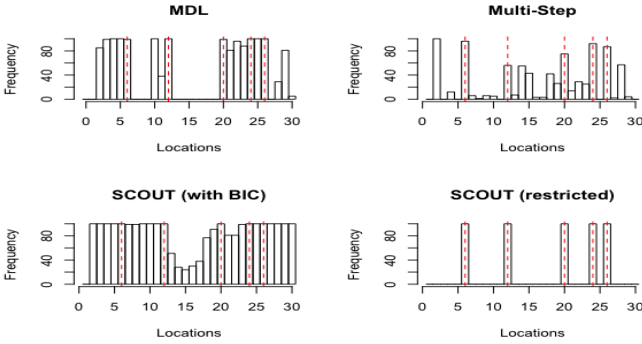 MDL
Frequency
0 40 80
0 5 10 15 20 25 30
Locations
Multi-Step
Frequency
0 40 80
0 5 10 15 20 25 30
Locations
SCOUT (with BIC)
Frequency
0 40 80
0 5 10 15 20 25 30
Locations
SCOUT (restricted)
Frequency
0 40 80
0 5 10 15 20 25 30
Locations